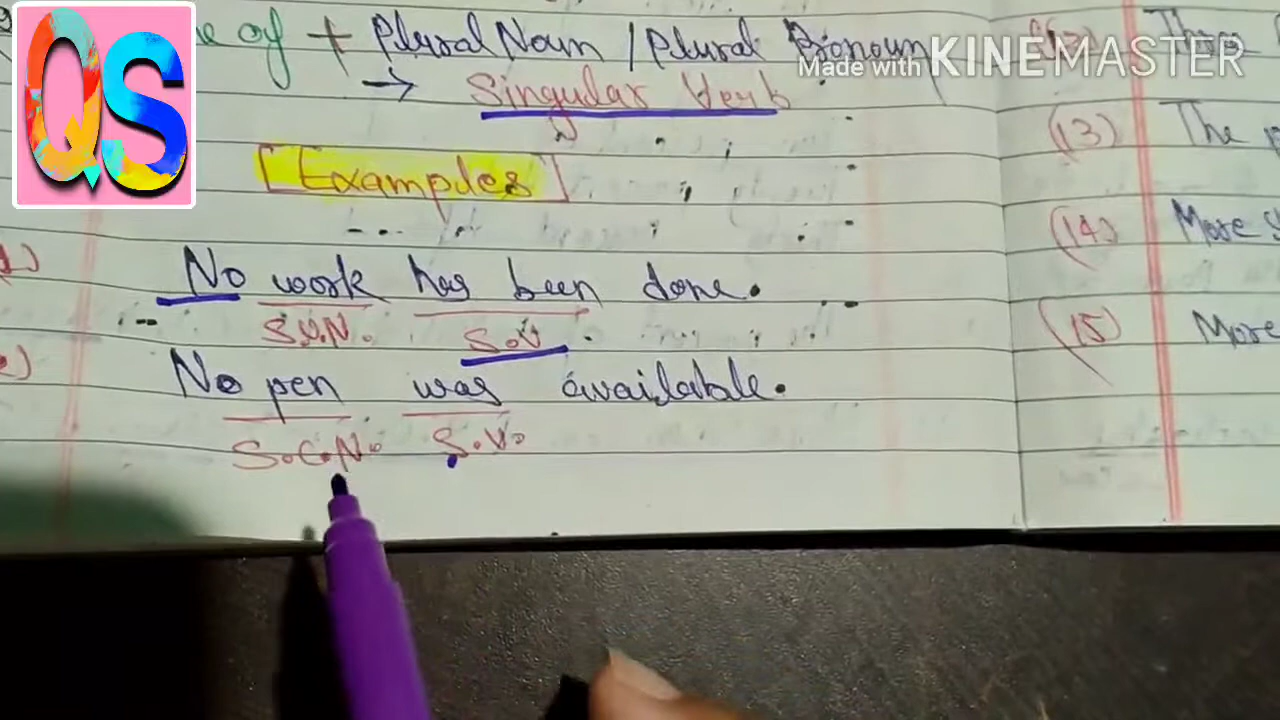 QS
of + Plural Noun / Plural Pronoun
Made with KINEMASTER
→ Singular Verb
[Examples]
No work has been done.
S.U.N. S.V
No pen was available.
S.C.N. S.V.
(13) The
(14) More
(15) More